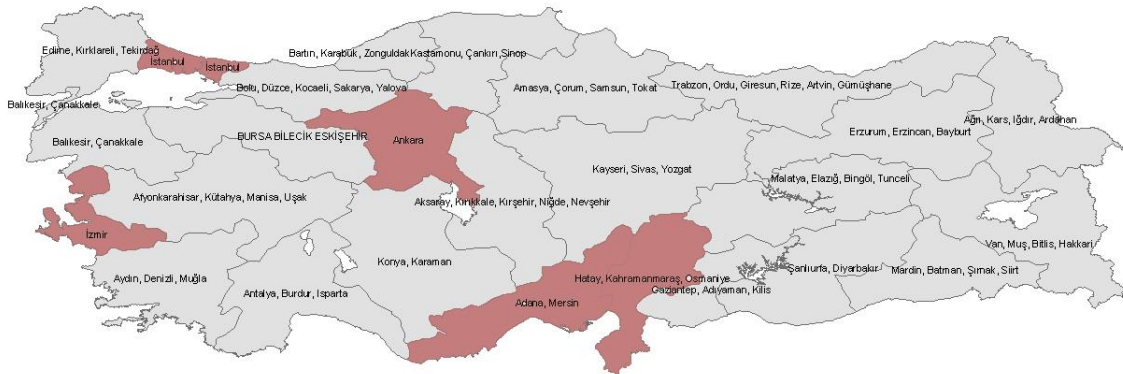 Edirne, Kırklareli, Tekirdağ
İstanbul
İstanbul
Bartın, Karabük, Zonguldak
Kastamonu, Çankırı, Sinop
Bolu, Düzce, Kocaeli, Sakarya, Yalova
Amasya, Çorum, Samsun, Tokat
Trabzon, Ordu, Giresun, Rize, Artvin, Gümüşhane
Balıkesir, Çanakkale
Ağrı, Kars, Iğdır, Ardahan
BURSA BİLECİK ESKİŞEHİR
Ankara
Erzurum, Erzincan, Bayburt
Balıkesir, Çanakkale
Kayseri, Sivas, Yozgat
Malatya, Elazığ, Bingöl, Tunceli
Afyonkarahisar, Kütahya, Manisa, Uşak
Aksaray, Kırıkkale, Kırşehir, Niğde, Nevşehir
İzmir
Van, Muş, Bitlis, Hakkari
Konya, Karaman
Aydın, Denizli, Muğla
Hatay, Kahramanmaraş, Osmaniye
Şanlıurfa, Diyarbakır
Mardin, Batman, Şırnak, Siirt
Antalya, Burdur, Isparta
Gaziantep, Adıyaman, Kilis
Adana, Mersin